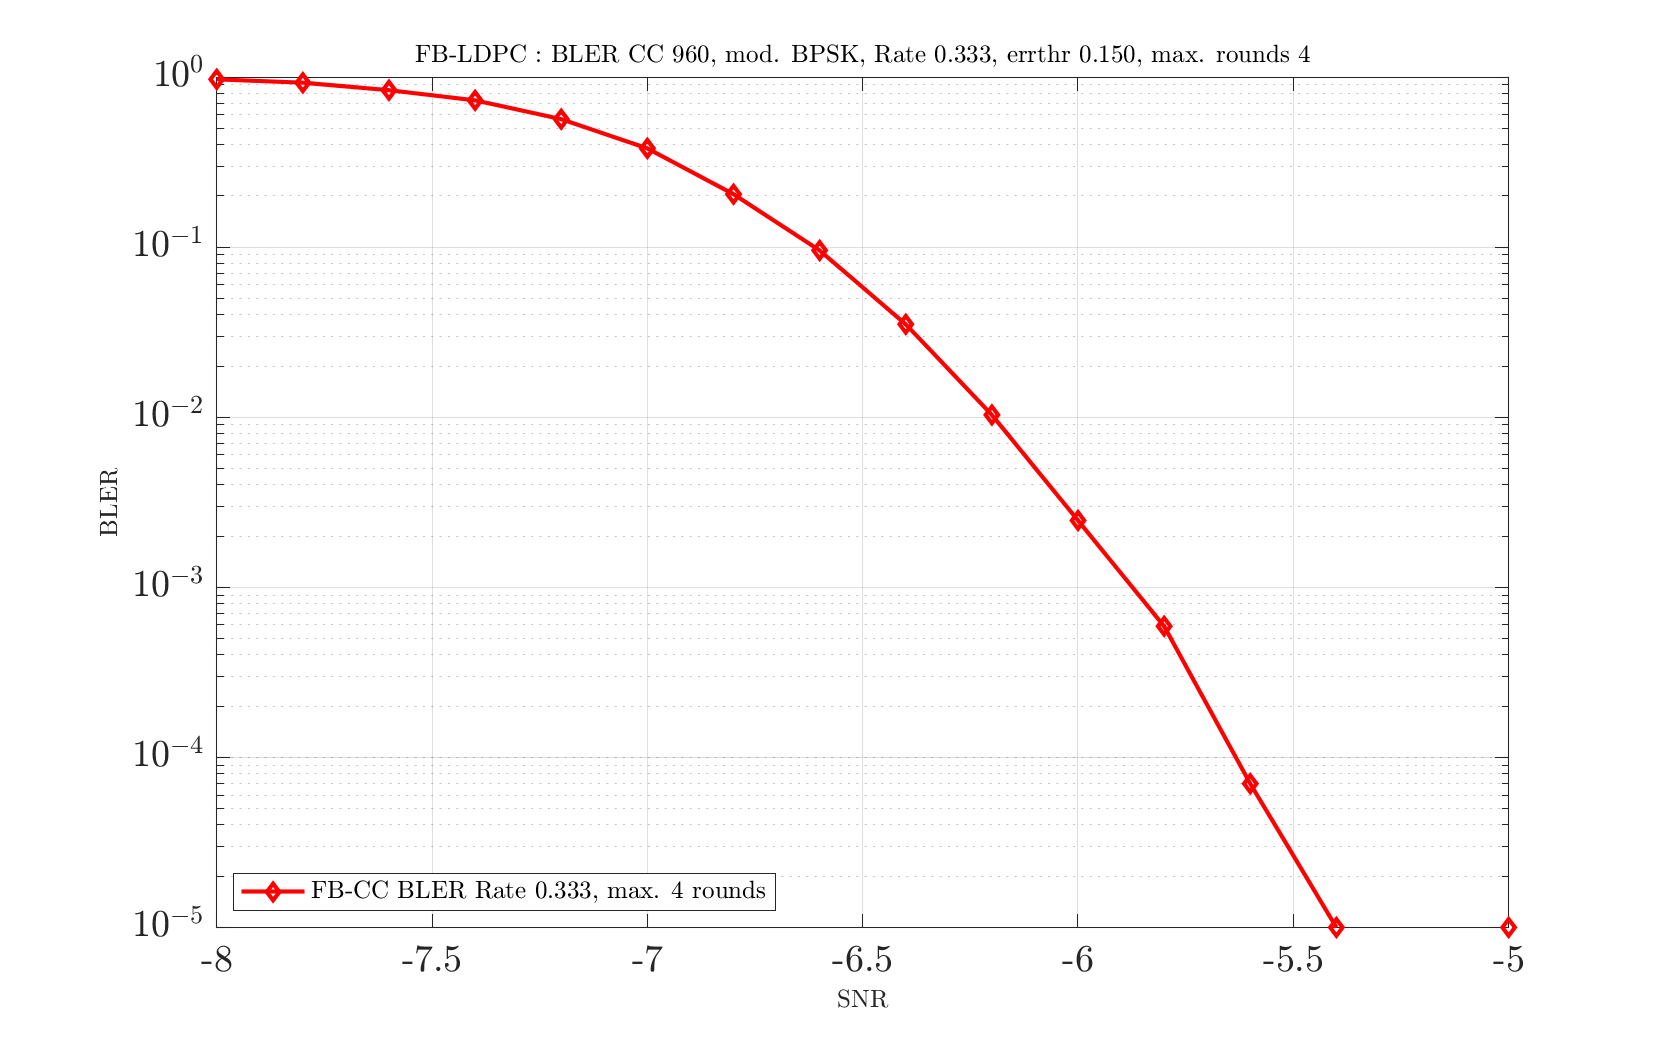 FB-LDPC : BLER CC 960, mod. BPSK, Rate 0.333, errthr 0.150, max. rounds 4
10^0
10^{-1}
10^{-2}
10^{-3}
10^{-4}
10^{-5}
BLER
FB-CC BLER Rate 0.333, max. 4 rounds
-8 -7.5 -7 -6.5 -6 -5.5 -5
SNR